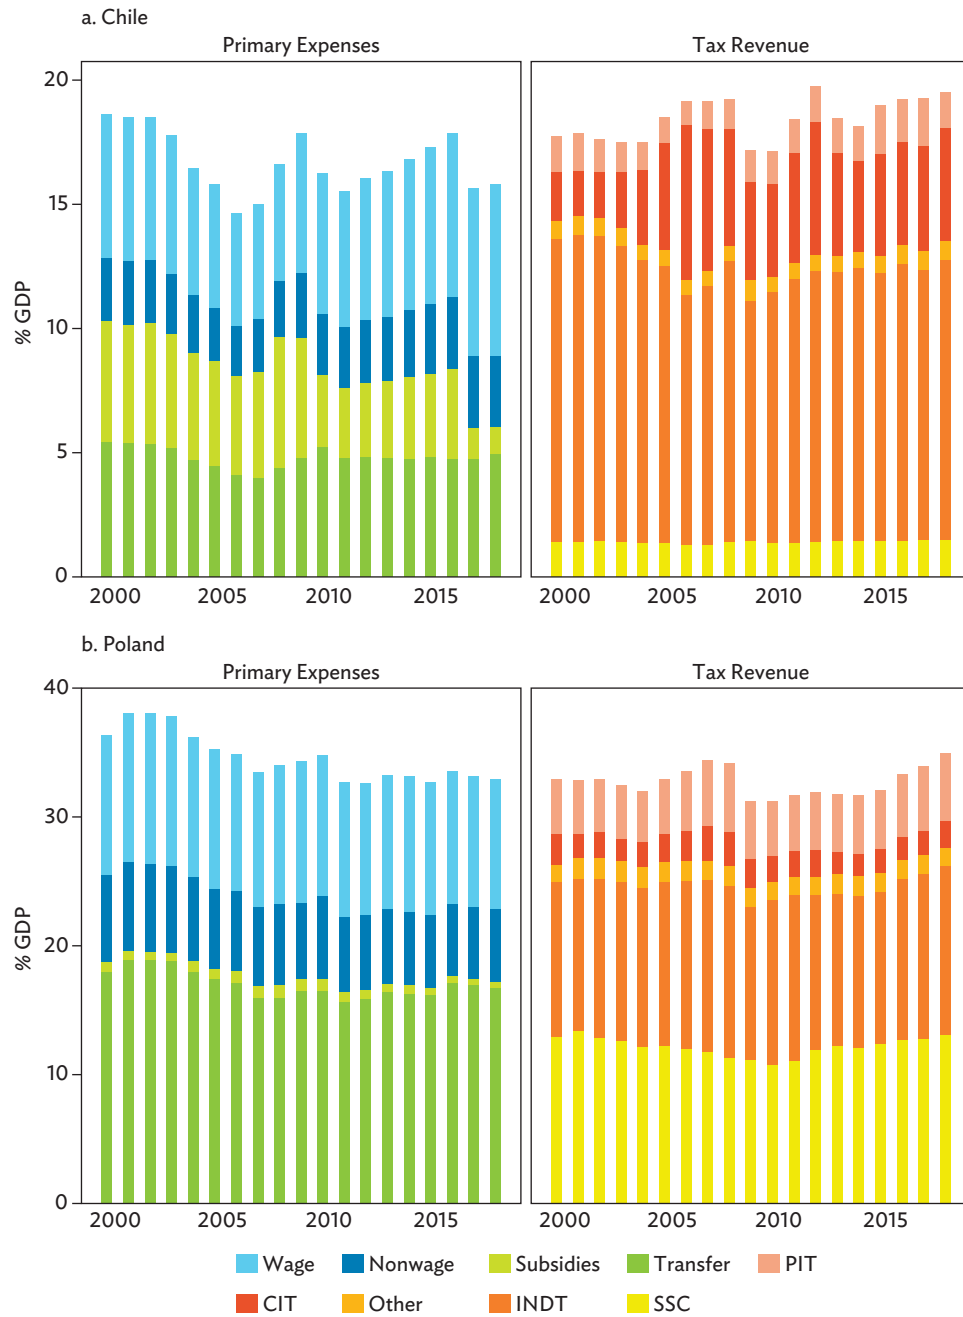 a. Chile
Primary Expenses
Tax Revenue
% GDP
20
15
10
5
0
2000 2005 2010 2015
2000 2005 2010 2015
b. Poland
Primary Expenses
Tax Revenue
% GDP
40
30
20
10
0
2000 2005 2010 2015
2000 2005 2010 2015
Wage Nonwage Subsidies Transfer PIT
CIT Other INDT SSC